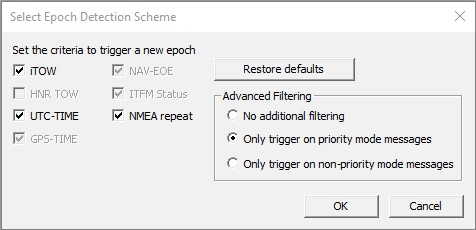 Select Epoch Detection Scheme
Set the criteria to trigger a new epoch
iTOW
NAV-EOE
HNR TOW
ITFM Status
UTC-TIME
NMEA repeat
GPS-TIME
Restore defaults
Advanced Filtering
No additional filtering
Only trigger on priority mode messages
Only trigger on non-priority mode messages
OK
Cancel